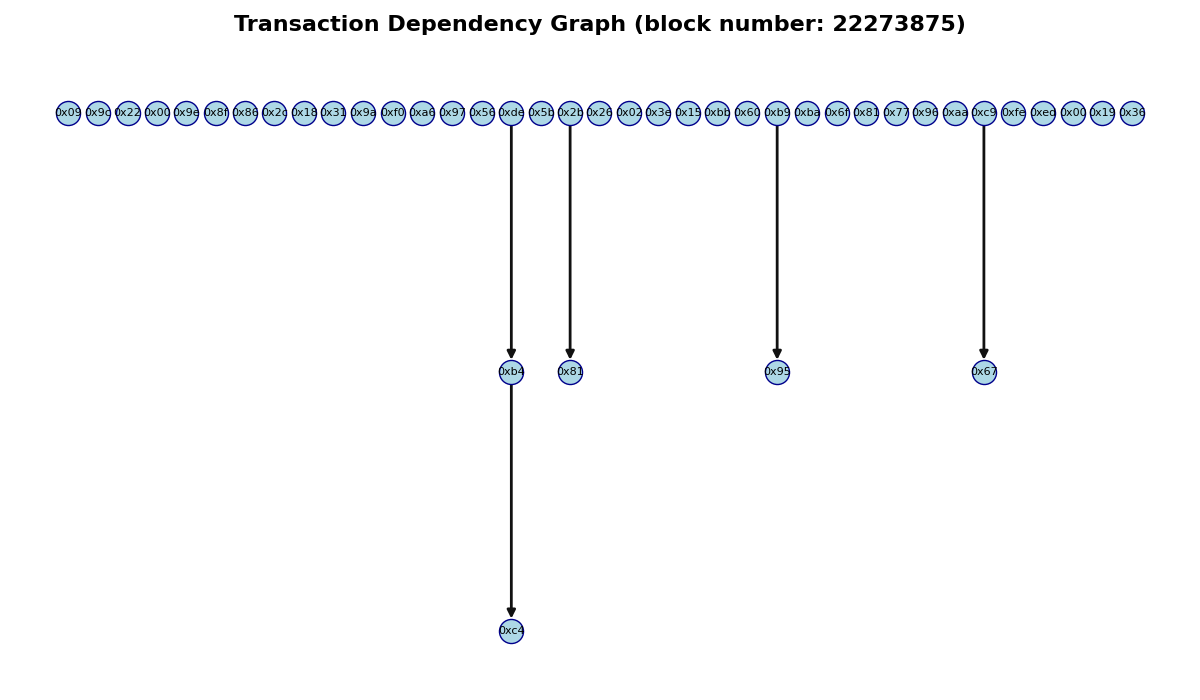 Transaction Dependency Graph (block number: 22273875)
0x09 0x9c 0x22 0x00 0x9e 0x8f 0x86 0x2c 0x18 0x31 0x9a 0xf0 0xa6 0x97 0x56 0xde 0x5b 0x2b 0x26 0x02 0x3e 0x15 0xbb 0x60 0xb9 0xba 0x6f 0x81 0x77 0x96 0xaa 0xc9 0xfe 0xed 0x00 0x19 0x36
0xb4 0x81 0x95 0x67
0xc4